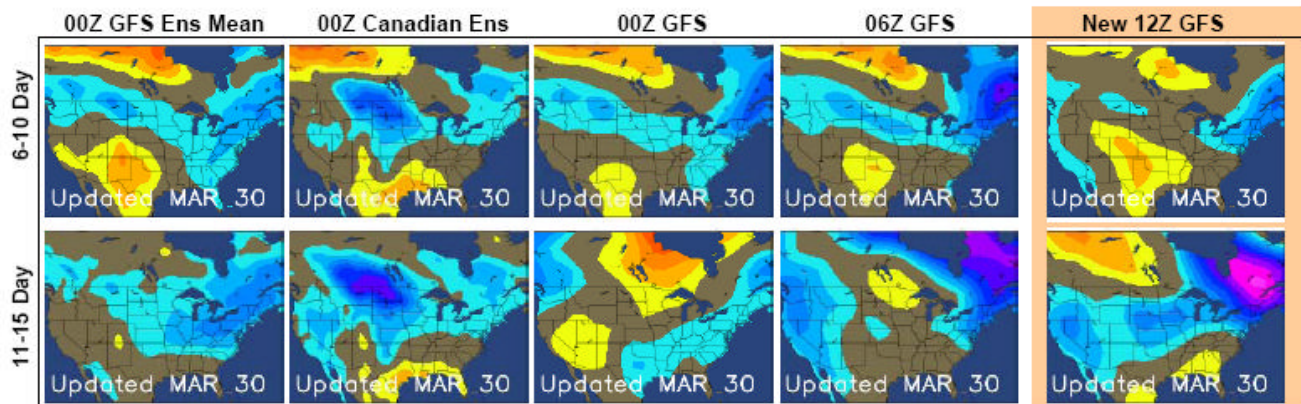 00Z GFS Ens Mean 00Z Canadian Ens 00Z GFS 06Z GFS New 12Z GFS
6-10 Day
Updated MAR 30 Updated MAR 30 Updated MAR 30 Updated MAR 30 Updated MAR 30
11-15 Day
Updated MAR 30 Updated MAR 30 Updated MAR 30 Updated MAR 30 Updated MAR 30